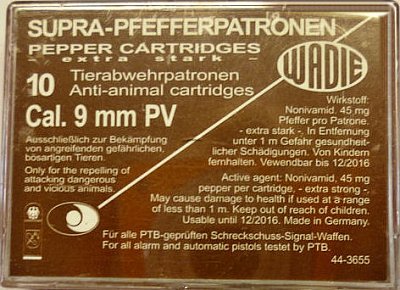 SUPRA-PFEFFERPATRONEN
PEPPER CARTRIDGES
- extra stark -
WADIE
10 Tierabwehrpatronen
Anti-animal cartridges
Cal. 9 mm PV
Ausschließlich zur Bekämpfung
von angreifenden gefährlichen,
bösartigen Tieren.
Only for the repelling of
attacking dangerous
and vicious animals.
Wirkstoff:
Nonivamid, 45 mg
Pfeffer pro Patrone.
- extra stark -. In Entfernung
unter 1 m Gefahr gesundheit-
licher Schädigungen. Von Kindern
fernhalten. Vewendbar bis 12/2016
Active agent: Nonivamid, 45 mg
pepper per cartridge. - extra strong -.
May cause damage to health if used at a range
of less than 1 m. Keep out of reach of children.
Usable until 12/2016. Made in Germany.
Für alle PTB-geprüften Schreckschuss-Signal-Waffen.
For all alarm and automatic pistols tested by PTB.
44-3655